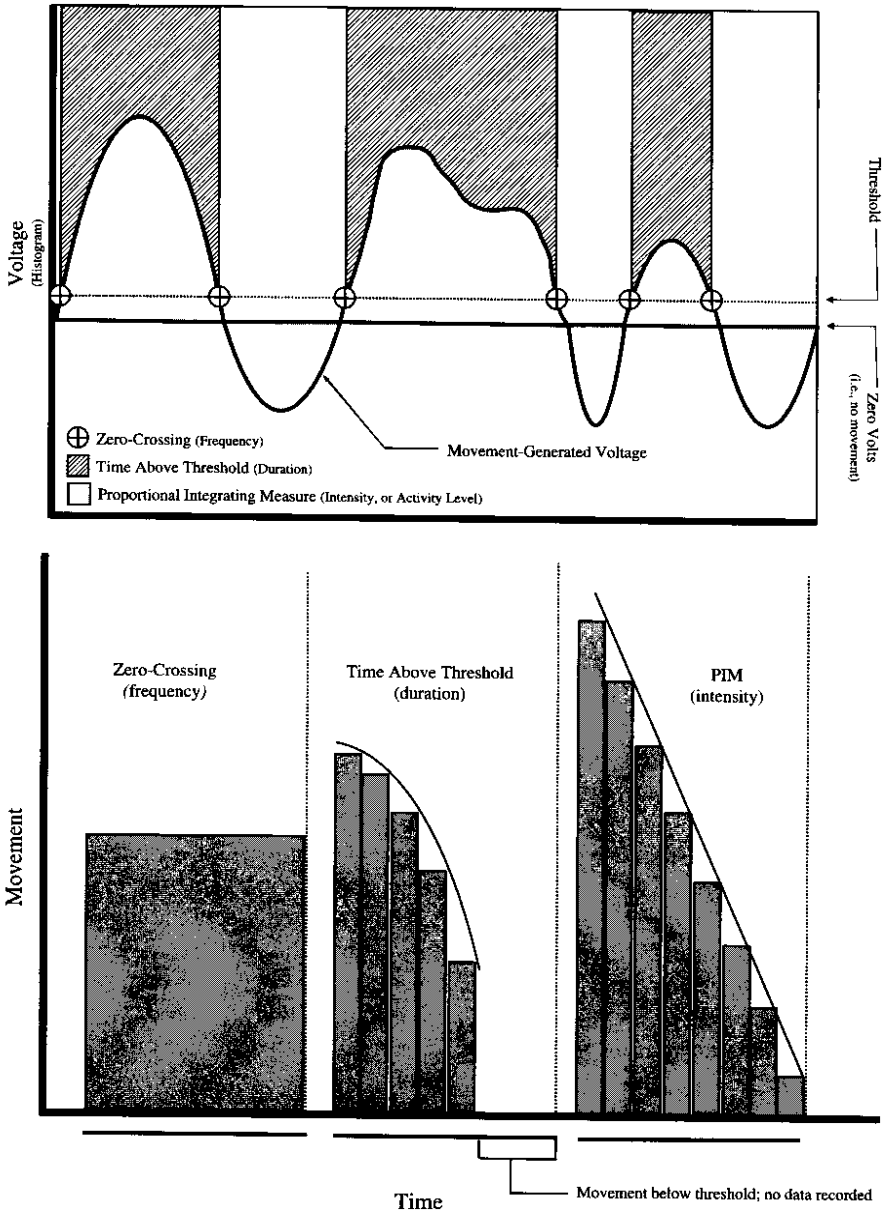 Voltage
(Histogram)
Threshold
Zero Volts
(i.e., no movement)
Zero-Crossing (Frequency)
Time Above Threshold (Duration)
Proportional Integrating Measure (Intensity, or Activity Level)
Movement-Generated Voltage
Movement
Zero-Crossing
(frequency)
Time Above Threshold
(duration)
PIM
(intensity)
Movement below threshold; no data recorded
Time